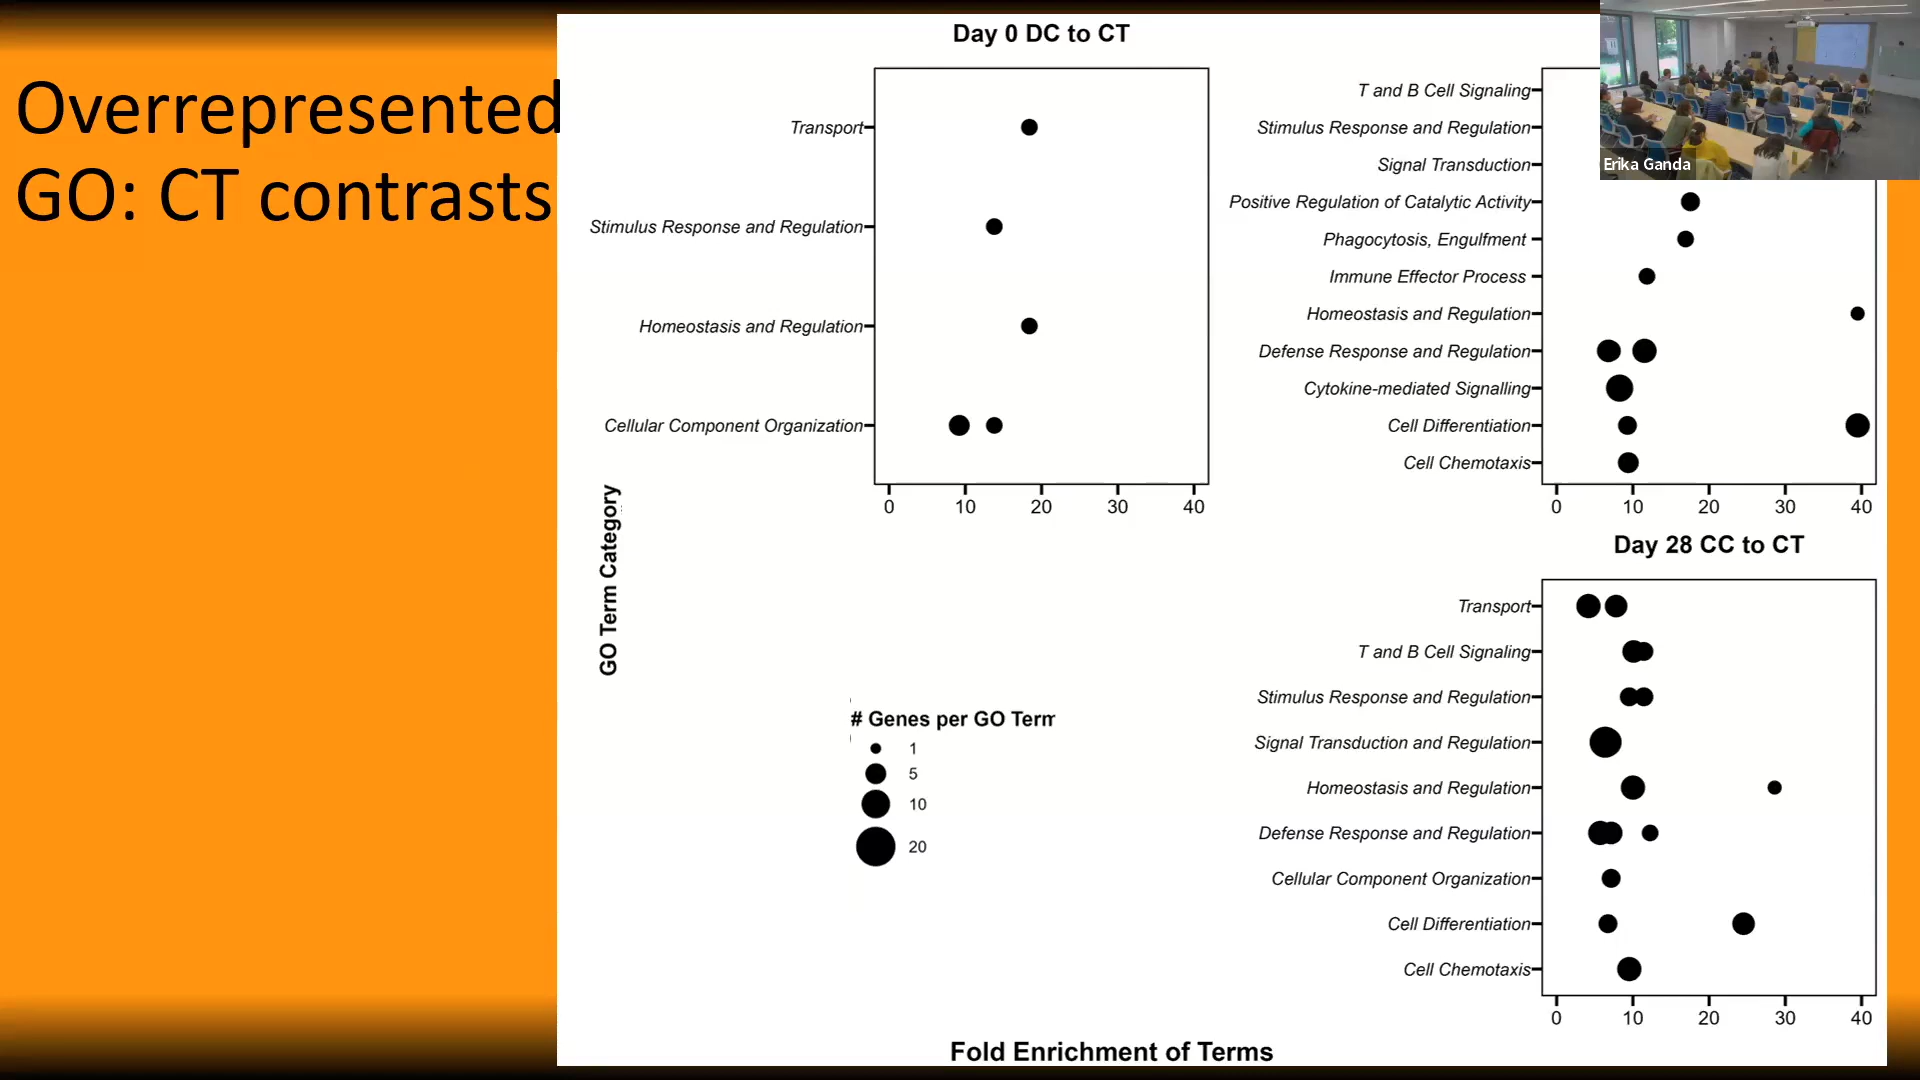 Overrepresented
GO: CT contrasts
Day 0 DC to CT
Transport
Stimulus Response and Regulation
Homeostasis and Regulation
Cellular Component Organization
0 10 20 30 40
T and B Cell Signaling
Stimulus Response and Regulation
Signal Transduction
Positive Regulation of Catalytic Activity
Phagocytosis, Engulfment
Immune Effector Process
Homeostasis and Regulation
Defense Response and Regulation
Cytokine-mediated Signalling
Cell Differentiation
Cell Chemotaxis
0 10 20 30 40
Erika Ganda
GO Term Category
# Genes per GO Term
1
5
10
20
Day 28 CC to CT
Transport
T and B Cell Signaling
Stimulus Response and Regulation
Signal Transduction and Regulation
Homeostasis and Regulation
Defense Response and Regulation
Cellular Component Organization
Cell Differentiation
Cell Chemotaxis
0 10 20 30 40
Fold Enrichment of Terms